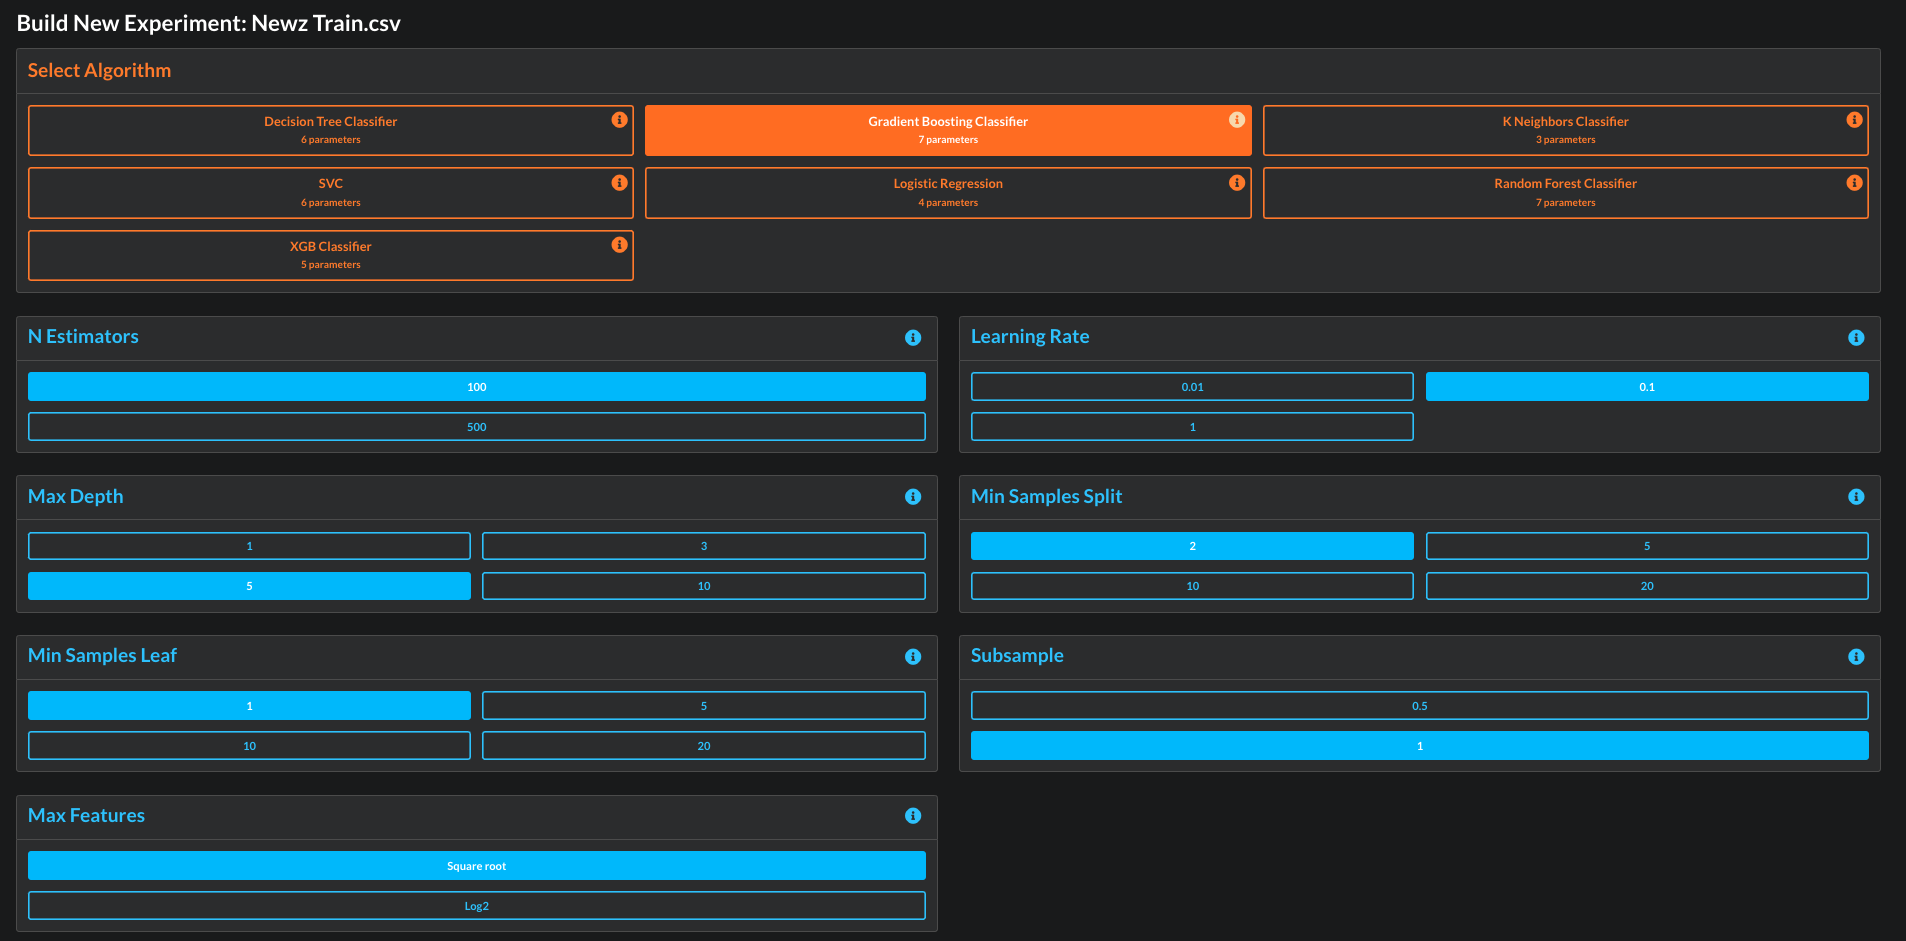 Build New Experiment: Newz Train.csv
Select Algorithm
Decision Tree Classifier
6 parameters
Gradient Boosting Classifier
7 parameters
K Neighbors Classifier
3 parameters
SVC
6 parameters
Logistic Regression
4 parameters
Random Forest Classifier
7 parameters
XGB Classifier
5 parameters
N Estimators
100
500
Learning Rate
0.01
0.1
1
Max Depth
1
3
5
10
Min Samples Split
2
5
10
20
Min Samples Leaf
1
5
10
20
Subsample
0.5
1
Max Features
Square root
Log2